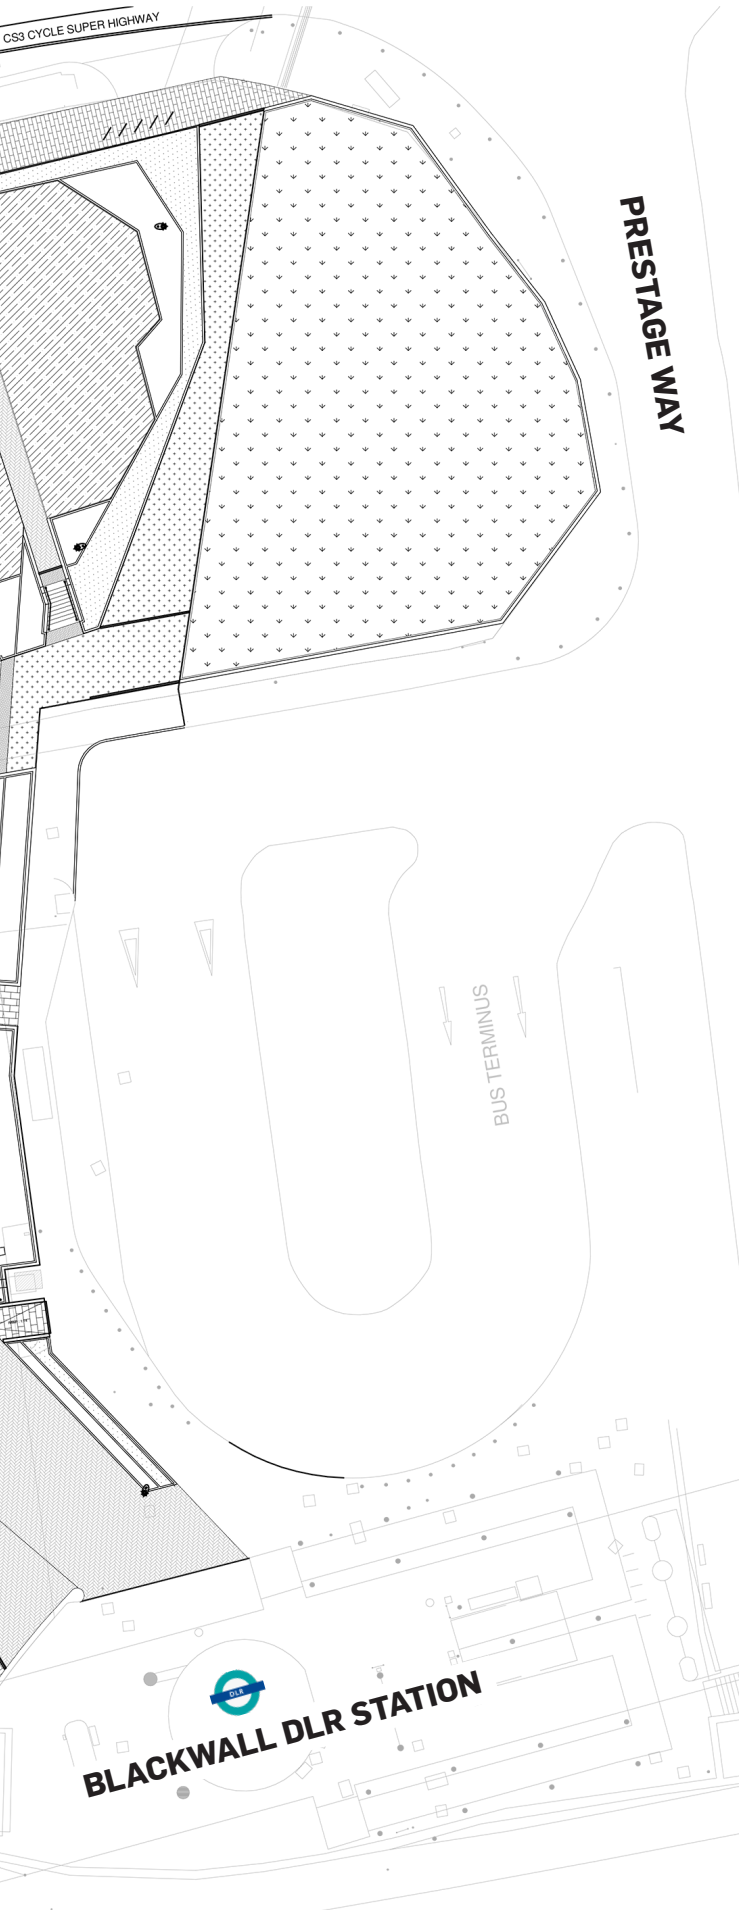 CS3 CYCLE SUPER HIGHWAY
PRESTAGE WAY
BUS TERMINUS
DLR
BLACKWALL DLR STATION